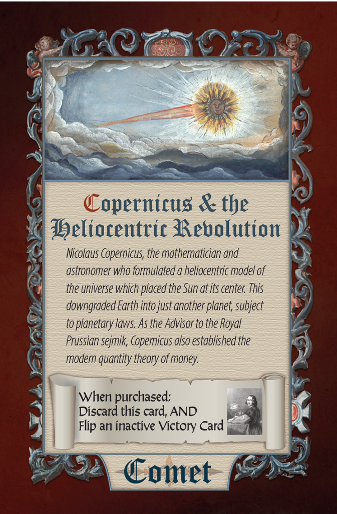 Copernicus & the
Heliocentric Revolution
Nicolaus Copernicus, the mathematician and
astronomer who formulated a heliocentric model of
the universe which placed the Sun at its center. This
downgraded Earth into just another planet, subject
to planetary laws. As the Advisor to the Royal
Prussian sejmik, Copernicus also established the
modern quantity theory of money.
When purchased:
Discard this card, AND
Flip an inactive Victory Card
Comet